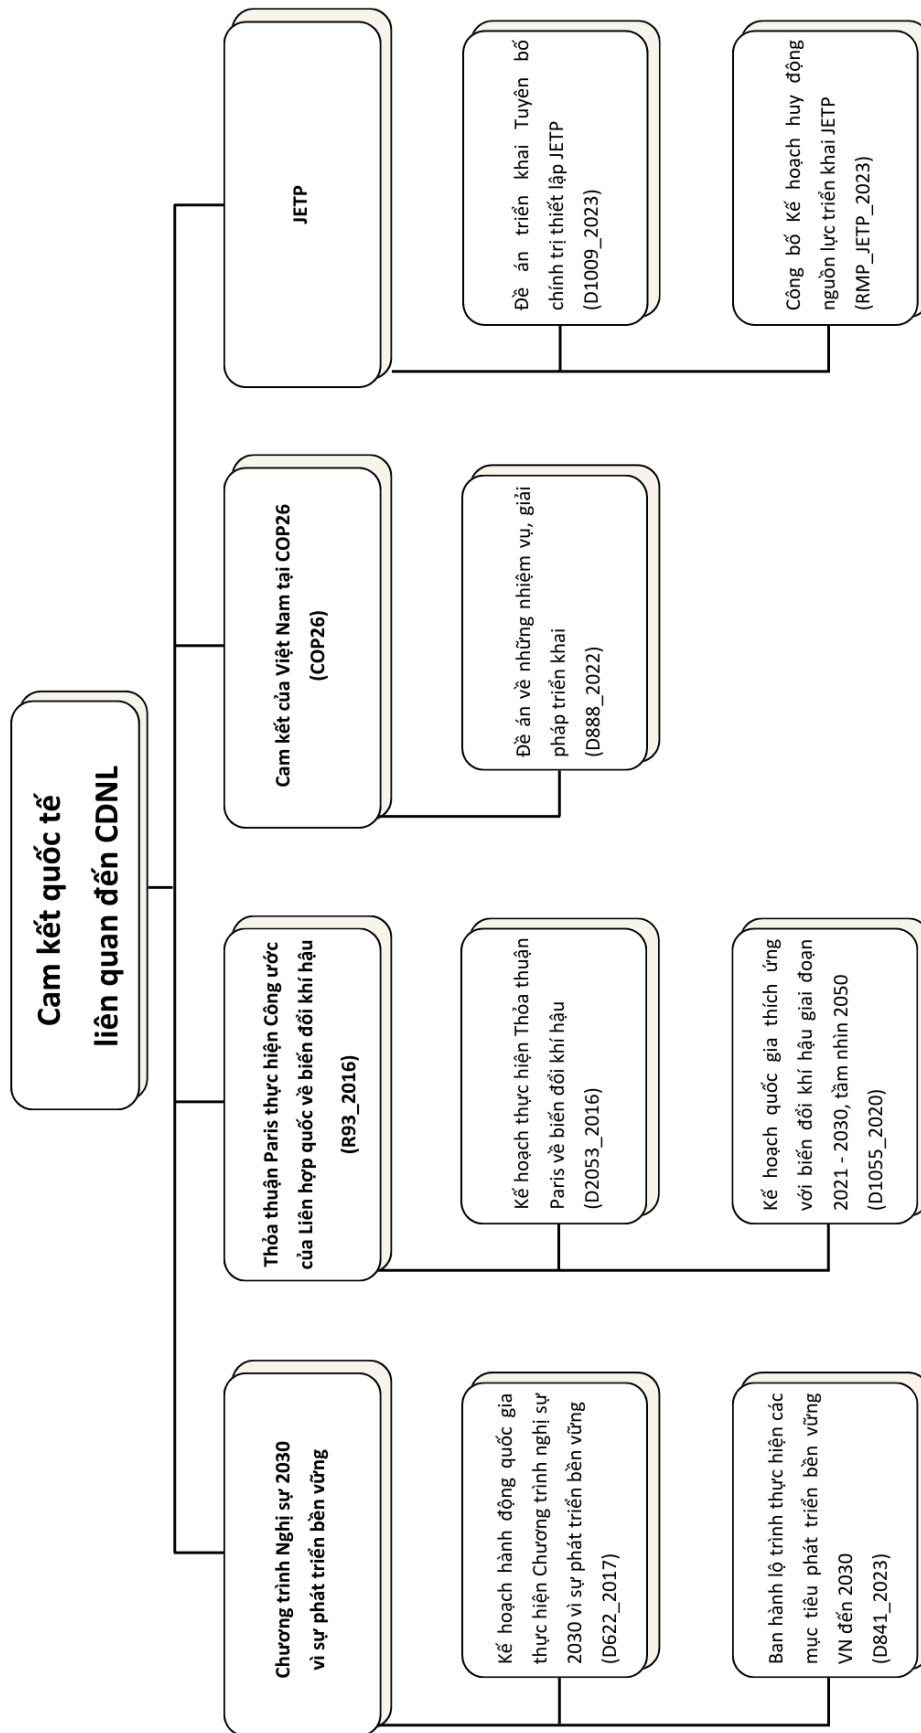 Cam kết quốc tế
liên quan đến CDNL
Chương trình Nghị sự 2030
vì sự phát triển bền vững
Kế hoạch hành động quốc gia
thực hiện Chương trình nghị sự
2030 vì sự phát triển bền vững
(D622_2017)
Ban hành lộ trình thực hiện các
mục tiêu phát triển bền vững
VN đến 2030
(D841_2023)
Thỏa thuận Paris thực hiện Công ước
của Liên hợp quốc về biến đổi khí hậu
(R93_2016)
Kế hoạch thực hiện Thỏa thuận
Paris về biến đổi khí hậu
(D2053_2016)
Kế hoạch quốc gia thích ứng
với biến đổi khí hậu giai đoạn
2021 - 2030, tầm nhìn 2050
(D1055_2020)
Cam kết của Việt Nam tại COP26
(COP26)
Đề án về những nhiệm vụ, giải
pháp triển khai
(D888_2022)
JETP
Đề án triển khai Tuyên bố
chính trị thiết lập JETP
(D1009_2023)
Công bố Kế hoạch huy động
nguồn lực triển khai JETP
(RMP_JETP_2023)